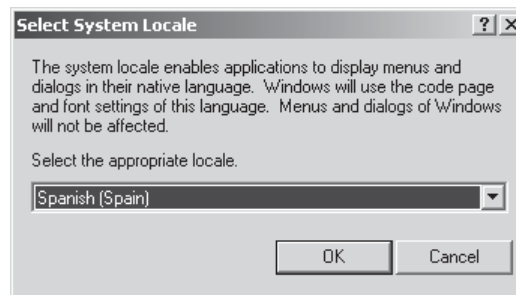 Select System Locale
The system locale enables applications to display menus and
dialogs in their native language. Windows will use the code page
and font settings of this language. Menus and dialogs of Windows
will not be affected.
Select the appropriate locale.
Spanish (Spain)
OK Cancel